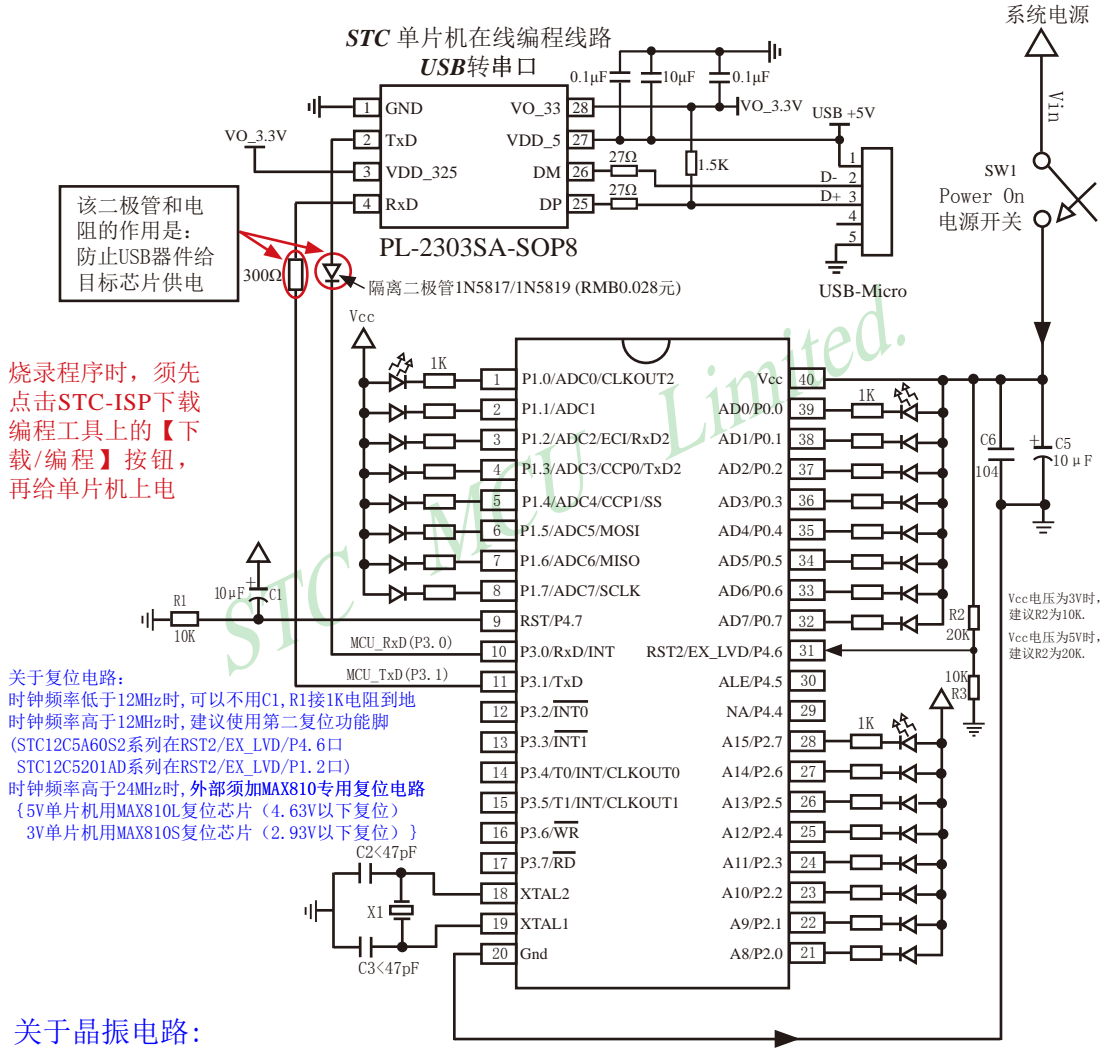 系统电源
Vin
SW1
Power On
电源开关
STC 单片机在线编程线路
USB转串口
0.1μF
10μF
0.1μF
1 GND
VO_33 28
VO_3.3V
USB +5V
VO_3.3V
2 TxD
VDD_5 27
3 VDD_325
DM 26
27Ω
1.5K
D- 2
1
4 RxD
DP 25
27Ω
D+ 3
4
5
PL-2303SA-SOP8
USB-Micro
该二极管和电
阻的作用是：
防止USB器件给
目标芯片供电
300Ω
隔离二极管1N5817/1N5819 (RMB0.028元)
烧录程序时，须先
点击STC-ISP下载
编程工具上的【下
载/编程】按钮，
再给单片机上电
Vcc
1K
1 P1.0/ADC0/CLKOUT2
Vcc 40
2 P1.1/ADC1
AD0/P0.0 39
1K
3 P1.2/ADC2/ECI/RxD2
AD1/P0.1 38
4 P1.3/ADC3/CCP0/TxD2
AD2/P0.2 37
5 P1.4/ADC4/CCP1/SS
AD3/P0.3 36
6 P1.5/ADC5/MOSI
AD4/P0.4 35
7 P1.6/ADC6/MISO
AD5/P0.5 34
8 P1.7/ADC7/SCLK
AD6/P0.6 33
9 RST/P4.7
AD7/P0.7 32
10 P3.0/RxD/INT
RST2/EX_LVD/P4.6 31
11 P3.1/TxD
ALE/P4.5 30
12 P3.2/INT0
NA/P4.4 29
13 P3.3/INT1
A15/P2.7 28
1K
14 P3.4/T0/INT/CLKOUT0
A14/P2.6 27
15 P3.5/T1/INT/CLKOUT1
A13/P2.5 26
16 P3.6/WR
A12/P2.4 25
17 P3.7/RD
A11/P2.3 24
18 XTAL2
A10/P2.2 23
19 XTAL1
A9/P2.1 22
20 Gnd
A8/P2.0 21
C6
104
C5
10μF
R2
20K
10K
R3
Vcc电压为3V时，
建议R2为10K.
Vcc电压为5V时，
建议R2为20K.
10μF
C1
R1
10K
MCU_RxD(P3.0)
MCU_TxD(P3.1)
关于复位电路：
时钟频率低于12MHz时，可以不用C1，R1接1K电阻到地
时钟频率高于12MHz时，建议使用第二复位功能脚
(STC12C5A60S2系列在RST2/EX_LVD/P4.6口
STC12C5201AD系列在RST2/EX_LVD/P1.2口)
时钟频率高于24MHz时，外部须加MAX810专用复位电路
{5V单片机用MAX810L复位芯片（4.63V以下复位）
3V单片机用MAX810S复位芯片（2.93V以下复位）}
C2<47pF
X1
C3<47pF
关于晶振电路：
STC MCU Limited.